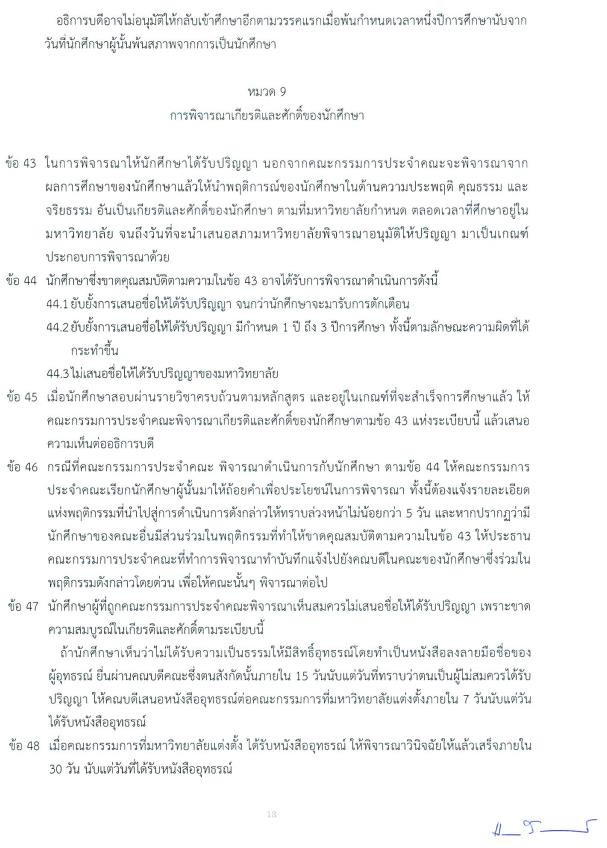 อธิการบดีอาจไม่อนุมัติให้กลับเข้าศึกษาอีกตามวรรคแรกเมื่อพ้นกำหนดเวลาหนึ่งปีการศึกษานับจาก
วันที่นักศึกษาผู้นั้นพ้นสภาพจากการเป็นนักศึกษา
หมวด 9
การพิจารณาเกียรติและศักดิ์ของนักศึกษา
ข้อ 43 ในการพิจารณาให้นักศึกษาได้รับปริญญา นอกจากคณะกรรมการประจำคณะจะพิจารณาจาก
ผลการศึกษาของนักศึกษาแล้วให้นำพฤติการณ์ของนักศึกษาในด้านความประพฤติ คุณธรรม และ
จริยธรรม อันเป็นเกียรติและศักดิ์ของนักศึกษา ตามที่มหาวิทยาลัยกำหนด ตลอดเวลาที่ศึกษาอยู่ใน
มหาวิทยาลัย จนถึงวันที่จะนำเสนอสภามหาวิทยาลัยพิจารณาอนุมัติให้ปริญญา มาเป็นเกณฑ์
ประกอบการพิจารณาด้วย
ข้อ 44 นักศึกษาซึ่งขาดคุณสมบัติตามความในข้อ 43 อาจได้รับการพิจารณาดำเนินการดังนี้
44.1 ยับยั้งการเสนอชื่อให้ได้รับปริญญา จนกว่านักศึกษาจะมารับการตักเตือน
44.2 ยับยั้งการเสนอชื่อให้ได้รับปริญญา มีกำหนด 1 ปี ถึง 3 ปีการศึกษา ทั้งนี้ตามลักษณะความผิดที่ได้
กระทำขึ้น
44.3 ไม่เสนอชื่อให้ได้รับปริญญาของมหาวิทยาลัย
ข้อ 45 เมื่อนักศึกษาสอบผ่านรายวิชาครบถ้วนตามหลักสูตร และอยู่ในเกณฑ์ที่จะสำเร็จการศึกษาแล้ว ให้
คณะกรรมการประจำคณะพิจารณาเกียรติและศักดิ์ของนักศึกษาตามข้อ 43 แห่งระเบียบนี้ แล้วเสนอ
ความเห็นต่ออธิการบดี
ข้อ 46 กรณีที่คณะกรรมการประจำคณะ พิจารณาดำเนินการกับนักศึกษา ตามข้อ 44 ให้คณะกรรมการ
ประจำคณะเรียกนักศึกษาผู้นั้นมาให้ถ้อยคำเพื่อประโยชน์ในการพิจารณา ทั้งนี้ต้องแจ้งรายละเอียด
แห่งพฤติกรรมที่นำไปสู่การดำเนินการดังกล่าวให้ทราบล่วงหน้าไม่น้อยกว่า 5 วัน และหากปรากฏว่ามี
นักศึกษาของคณะอื่นมีส่วนร่วมในพฤติกรรมที่ทำให้ขาดคุณสมบัติตามความในข้อ 43 ให้ประธาน
คณะกรรมการประจำคณะที่ทำการพิจารณาทำบันทึกแจ้งไปยังคณบดีในคณะของนักศึกษาซึ่งร่วมใน
พฤติกรรมดังกล่าวโดยด่วน เพื่อให้คณะนั้นๆ พิจารณาต่อไป
ข้อ 47 นักศึกษาผู้ที่ถูกคณะกรรมการประจำคณะพิจารณาเห็นสมควรไม่เสนอชื่อให้ได้รับปริญญา เพราะขาด
ความสมบูรณ์ในเกียรติและศักดิ์ตามระเบียบนี้
ถ้านักศึกษาเห็นว่าไม่ได้รับความเป็นธรรมให้มีสิทธิ์อุทธรณ์โดยทำเป็นหนังสือลงลายมือชื่อของ
ผู้อุทธรณ์ ยื่นผ่านคณบดีคณะซึ่งตนสังกัดนั้นภายใน 15 วันนับแต่วันที่ทราบว่าตนเป็นผู้ไม่สมควรได้รับ
ปริญญา ให้คณบดีเสนอหนังสืออุทธรณ์ต่อคณะกรรมการที่มหาวิทยาลัยแต่งตั้งภายใน 7 วันนับแต่วัน
ได้รับหนังสืออุทธรณ์
ข้อ 48 เมื่อคณะกรรมการที่มหาวิทยาลัยแต่งตั้ง ได้รับหนังสืออุทธรณ์ ให้พิจารณาวินิจฉัยให้แล้วเสร็จภายใน
30 วัน นับแต่วันที่ได้รับหนังสืออุทธรณ์
18